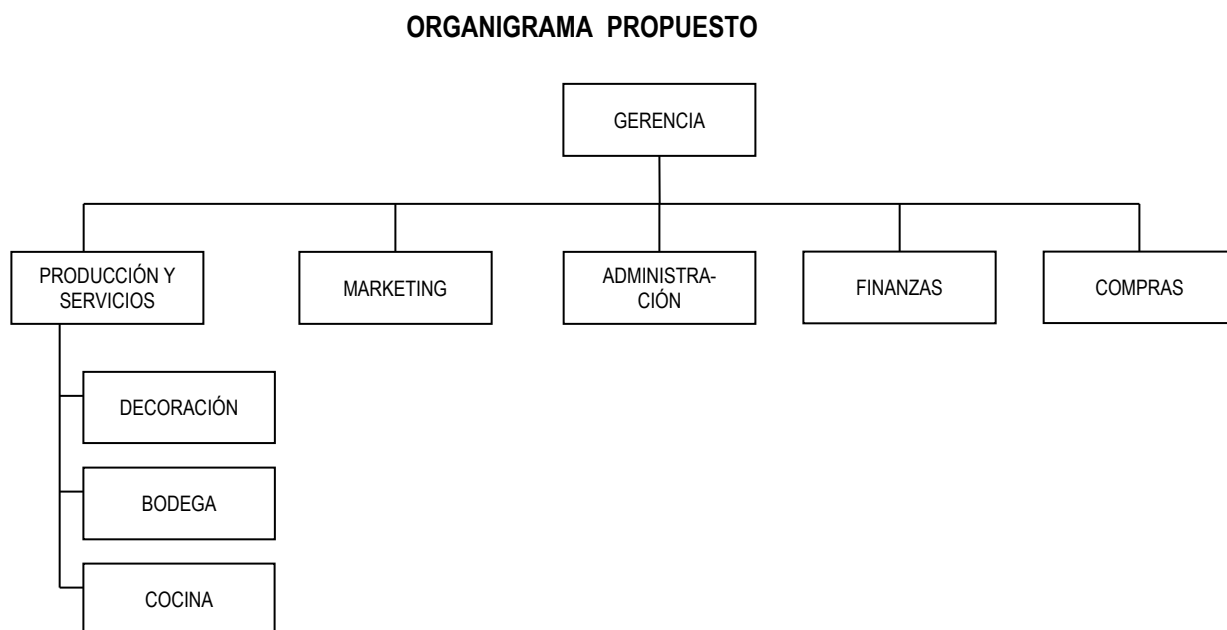 ORGANIGRAMA PROPUESTO
GERENCIA
PRODUCCIÓN Y
SERVICIOS
MARKETING
ADMINISTRA-
CIÓN
FINANZAS
COMPRAS
DECORACIÓN
BODEGA
COCINA